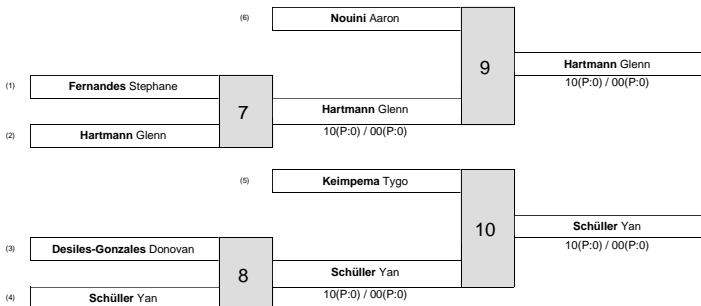 (6) Nouini Aaron
9
Hartmann Glenn
10(P:0) / 00(P:0)
(1) Fernandes Stephane
7
Hartmann Glenn
10(P:0) / 00(P:0)
(2) Hartmann Glenn
(5) Keimpema Tygo
10
Schüller Yan
10(P:0) / 00(P:0)
(3) Desiles-Gonzales Donovan
8
Schüller Yan
10(P:0) / 00(P:0)
(4) Schüller Yan